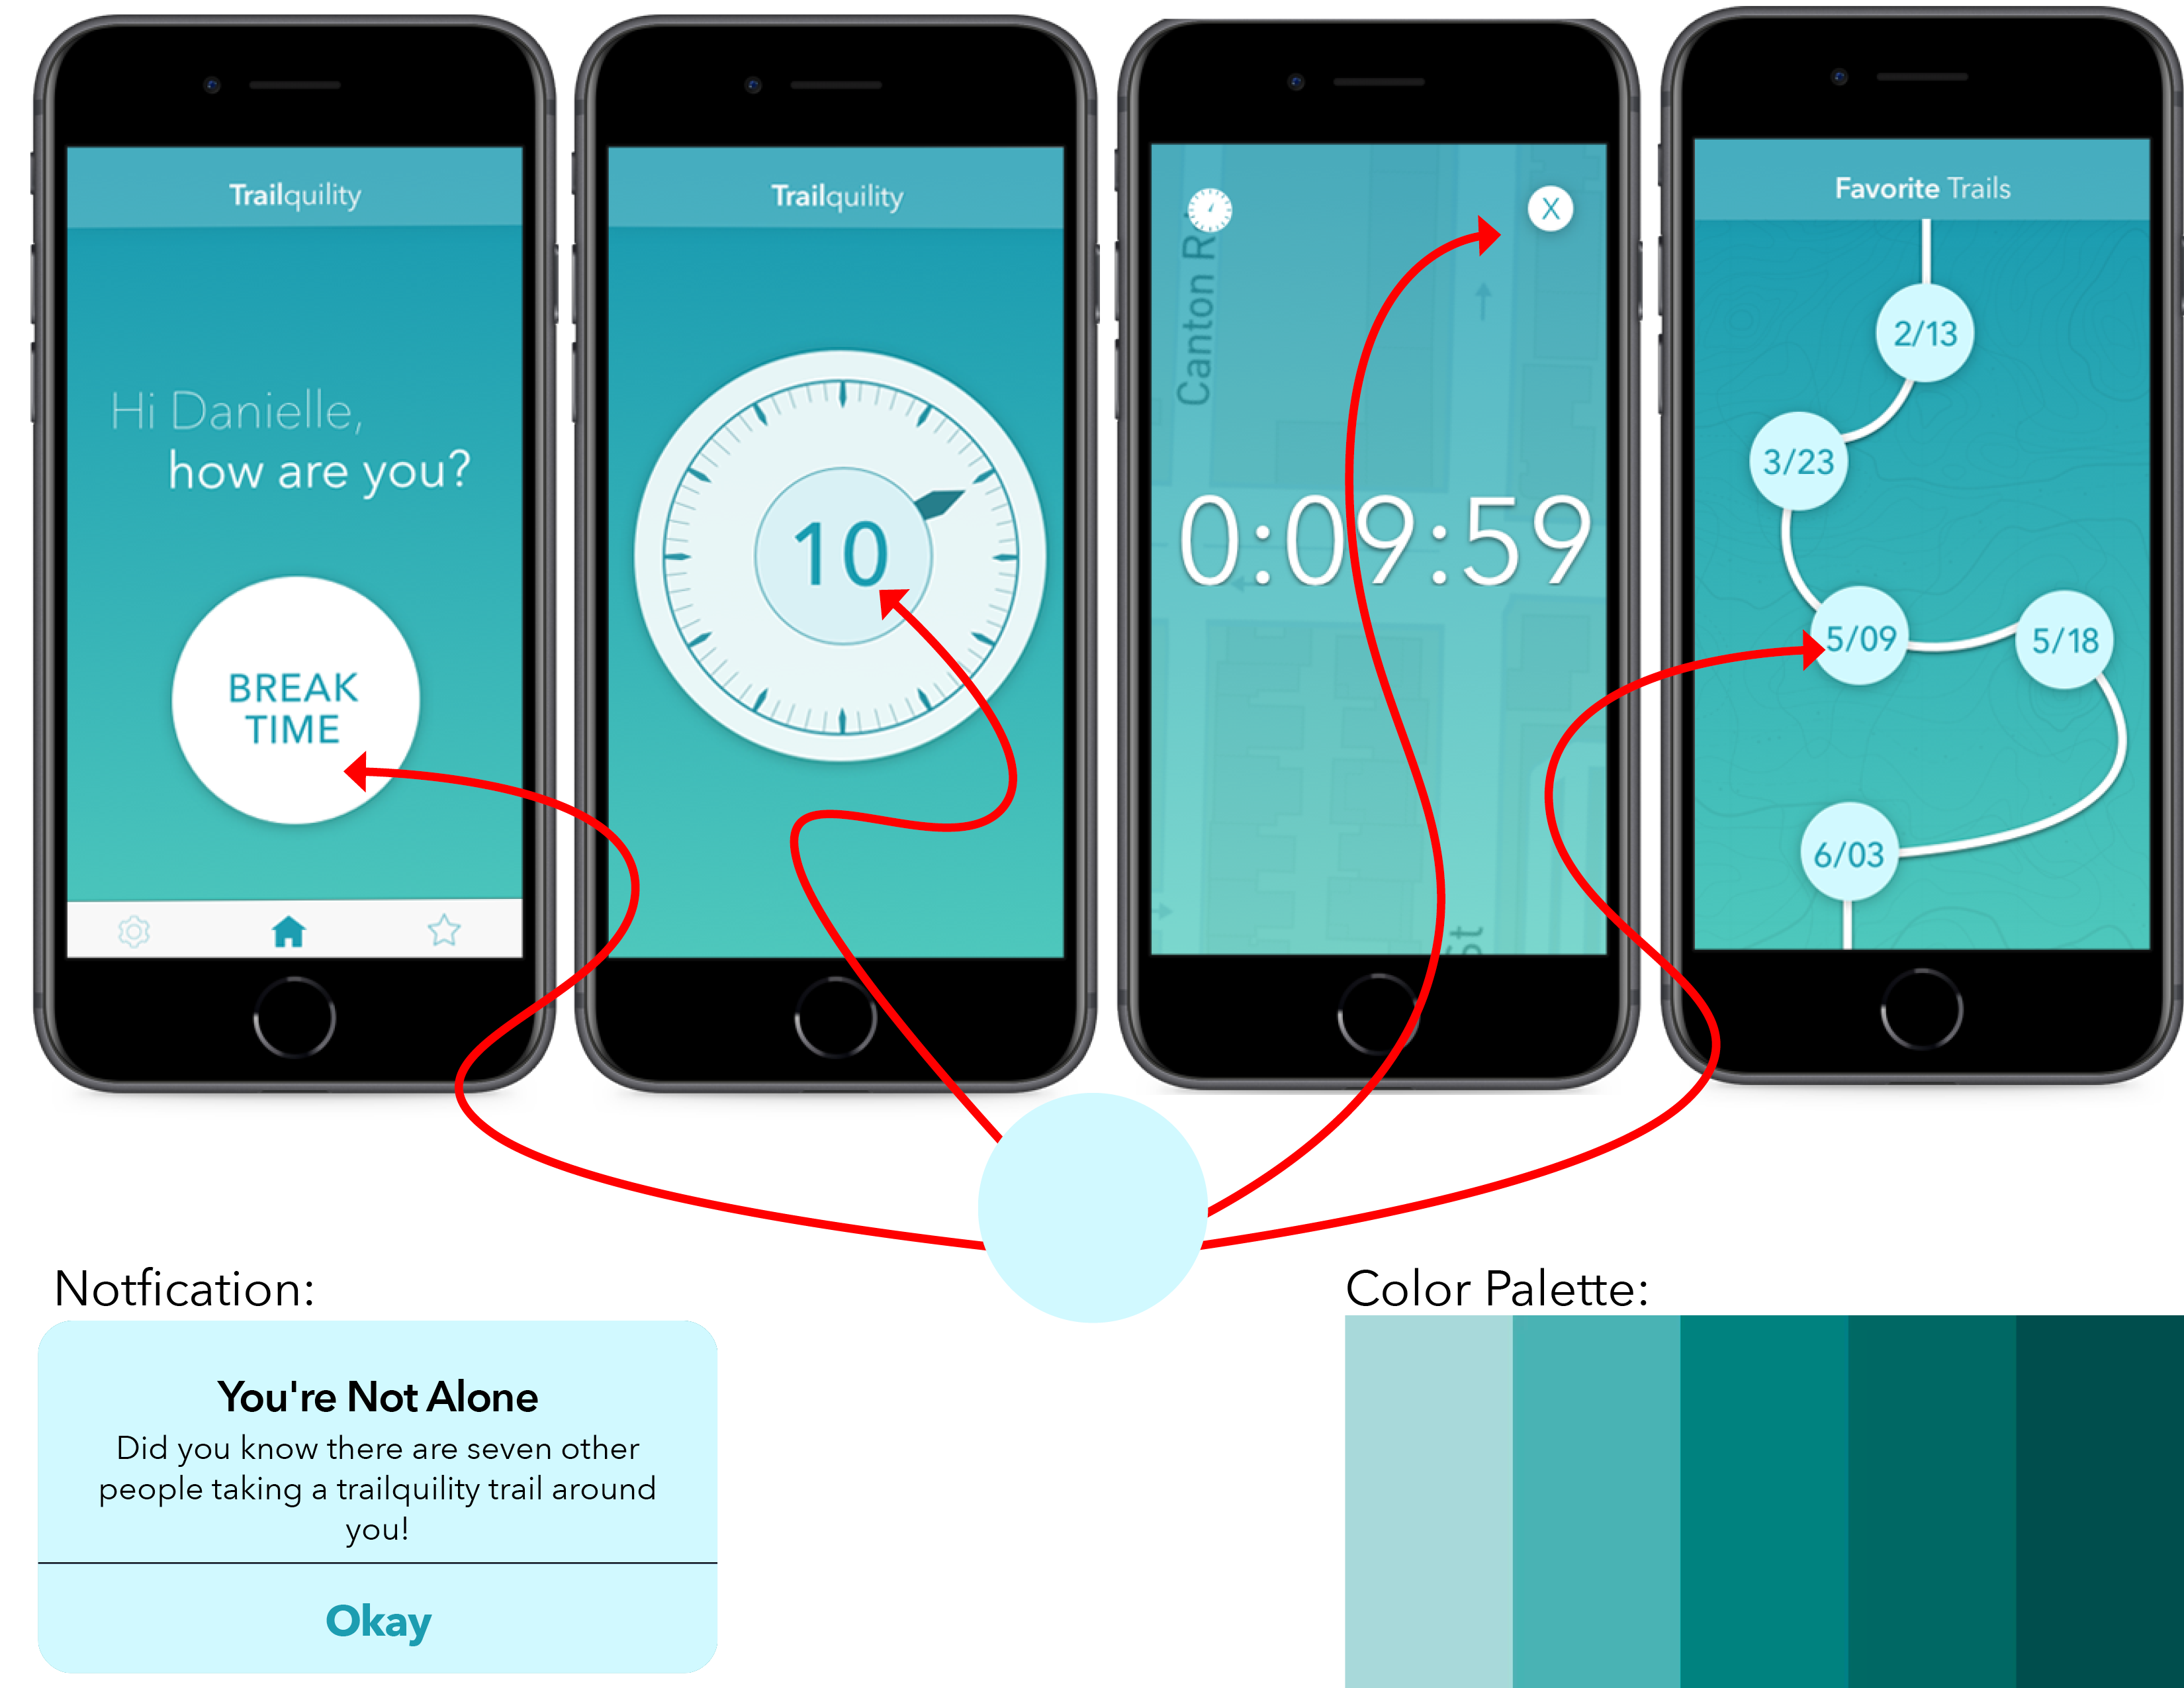 Trailquility
Hi Danielle,
how are you?
BREAK
TIME
Trailquility
10
Canton R
X
0:09:59
St
Favorite Trails
2/13
3/23
5/09
5/18
6/03
Notfication:
You're Not Alone
Did you know there are seven other
people taking a trailquility trail around
you!
Okay
Color Palette: